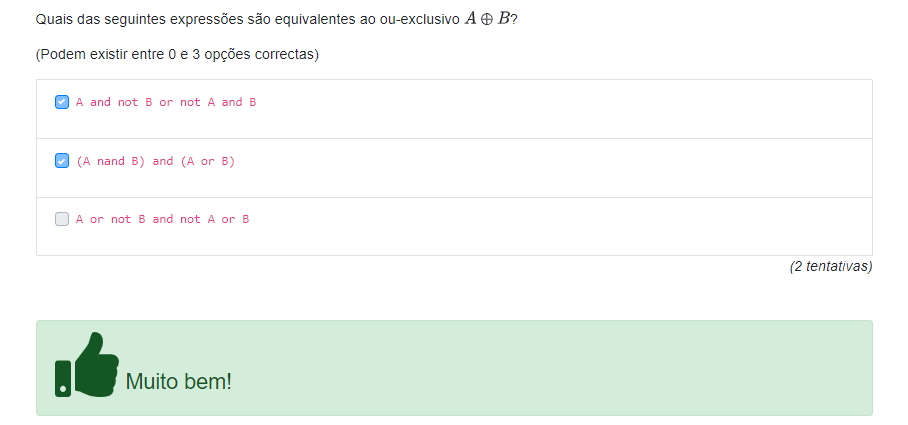 Quais das seguintes expressões são equivalentes ao ou-exclusivo A ⊕ B?
(Podem existir entre 0 e 3 opções correctas)
A and not B or not A and B
(A nand B) and (A or B)
A or not B and not A or B
(2 tentativas)
Muito bem!